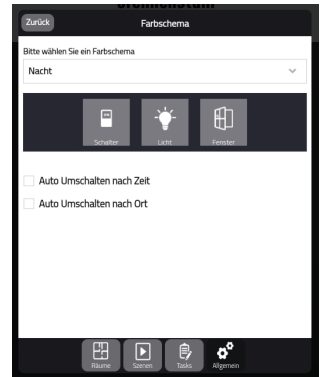 brennenstuhl
Zurück
Farbschema
Bitte wählen Sie ein Farbschema
Nacht
Schalter
Licht
Fenster
Auto Umschalten nach Zeit
Auto Umschalten nach Ort
Räume
Szenen
Tasks
Allgemein